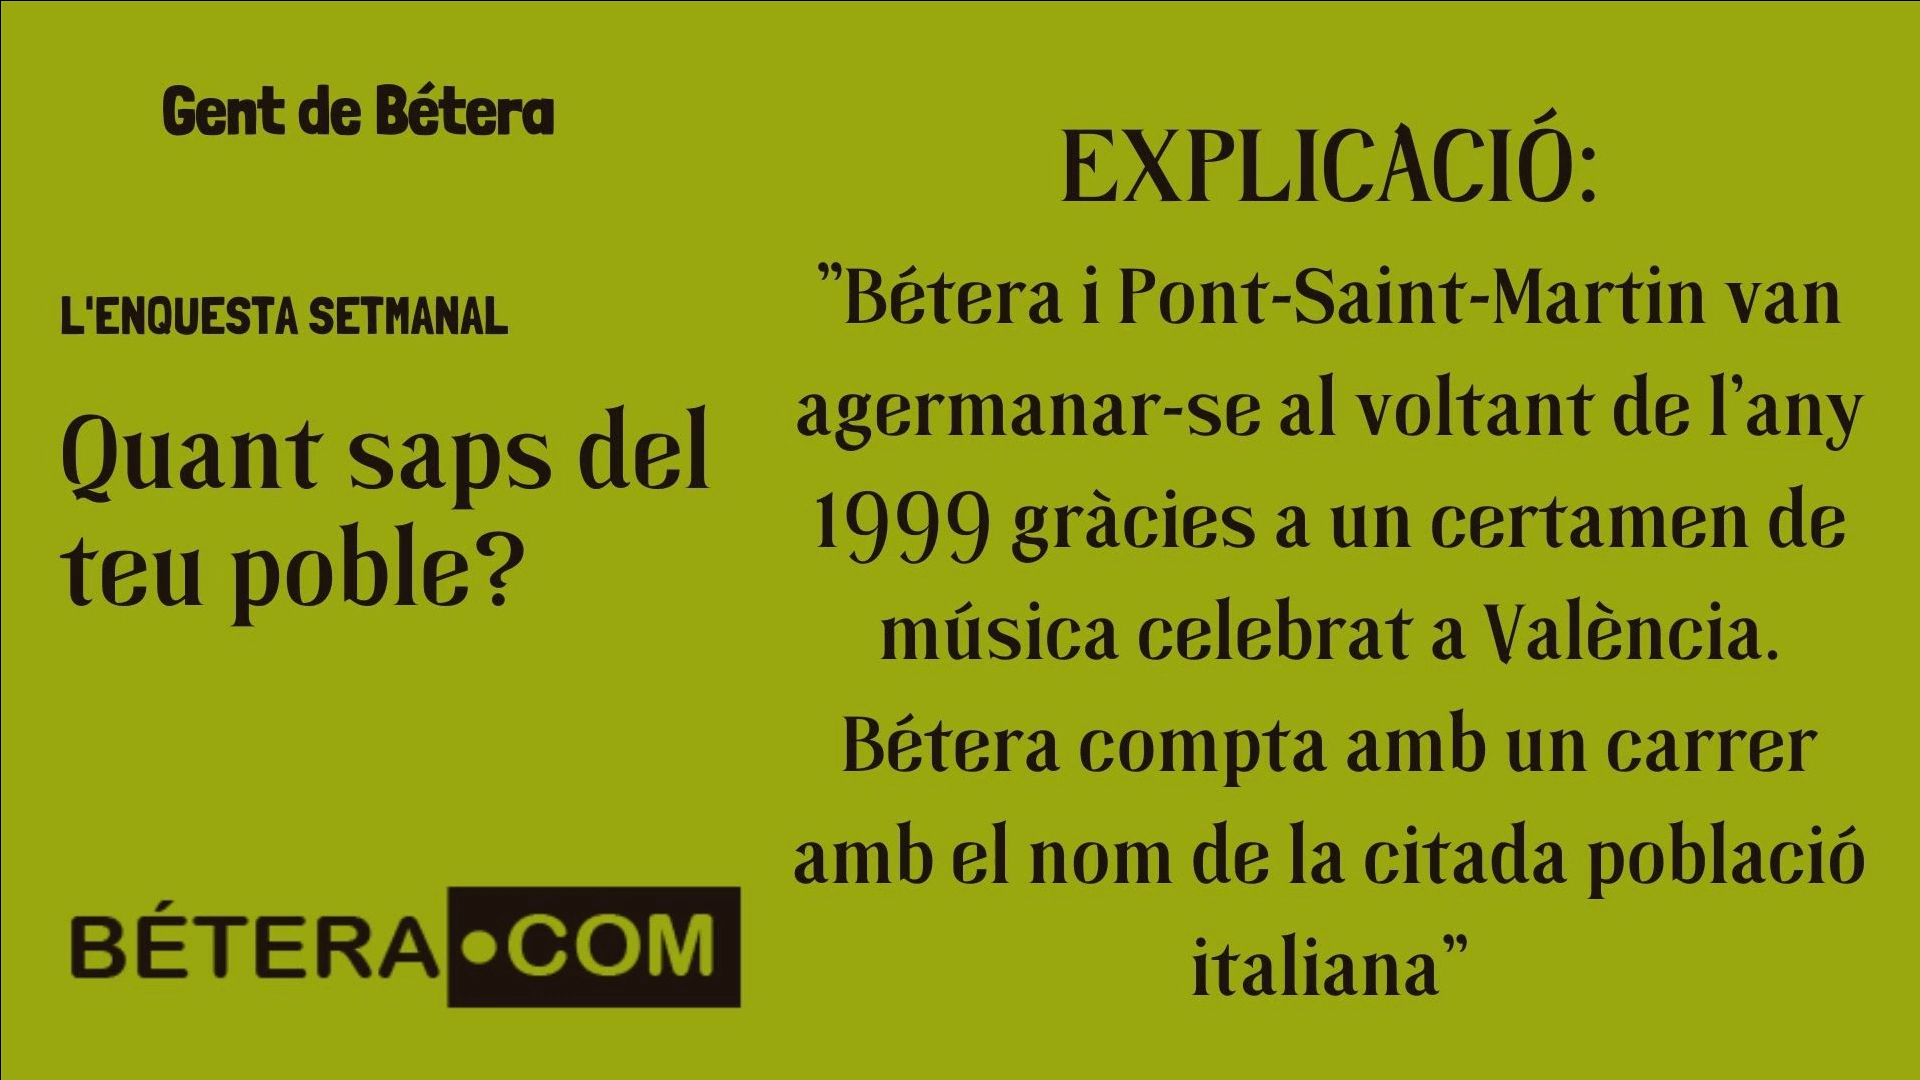 Gent de Bétera
L'ENQUESTA SETMANAL
Quant saps del
teu poble?
BÉTERA•COM
EXPLICACIÓ:
”Bétera i Pont-Saint-Martin van
agermanar-se al voltant de l’any
1999 gràcies a un certamen de
música celebrat a València.
Bétera compta amb un carrer
amb el nom de la citada població
italiana”